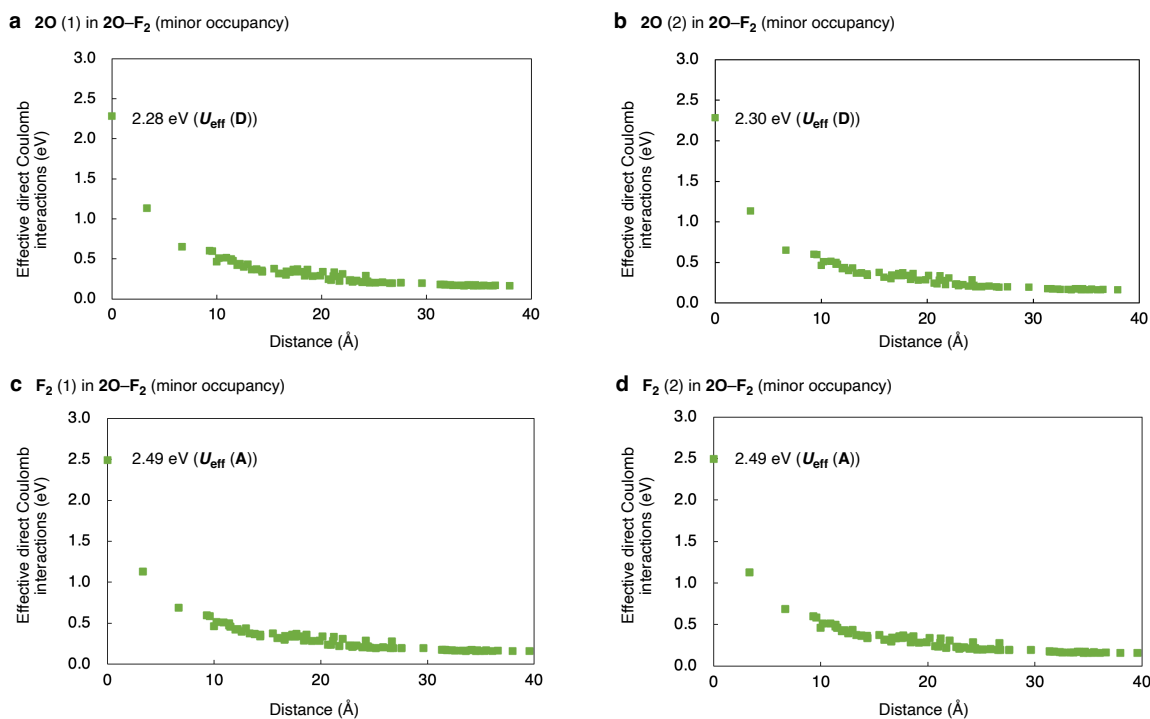 a 2O (1) in 2O–F2 (minor occupancy)
Effective direct Coulomb
interactions (eV)
3.0
2.5
2.0
1.5
1.0
0.5
0.0
2.28 eV (Ueff (D))
0
10
20
30
40
Distance (Å)
b 2O (2) in 2O–F2 (minor occupancy)
Effective direct Coulomb
interactions (eV)
3.0
2.5
2.0
1.5
1.0
0.5
0.0
2.30 eV (Ueff (D))
0
10
20
30
40
Distance (Å)
c F2 (1) in 2O–F2 (minor occupancy)
Effective direct Coulomb
interactions (eV)
3.0
2.5
2.0
1.5
1.0
0.5
0.0
2.49 eV (Ueff (A))
0
10
20
30
40
Distance (Å)
d F2 (2) in 2O–F2 (minor occupancy)
Effective direct Coulomb
interactions (eV)
3.0
2.5
2.0
1.5
1.0
0.5
0.0
2.49 eV (Ueff (A))
0
10
20
30
40
Distance (Å)